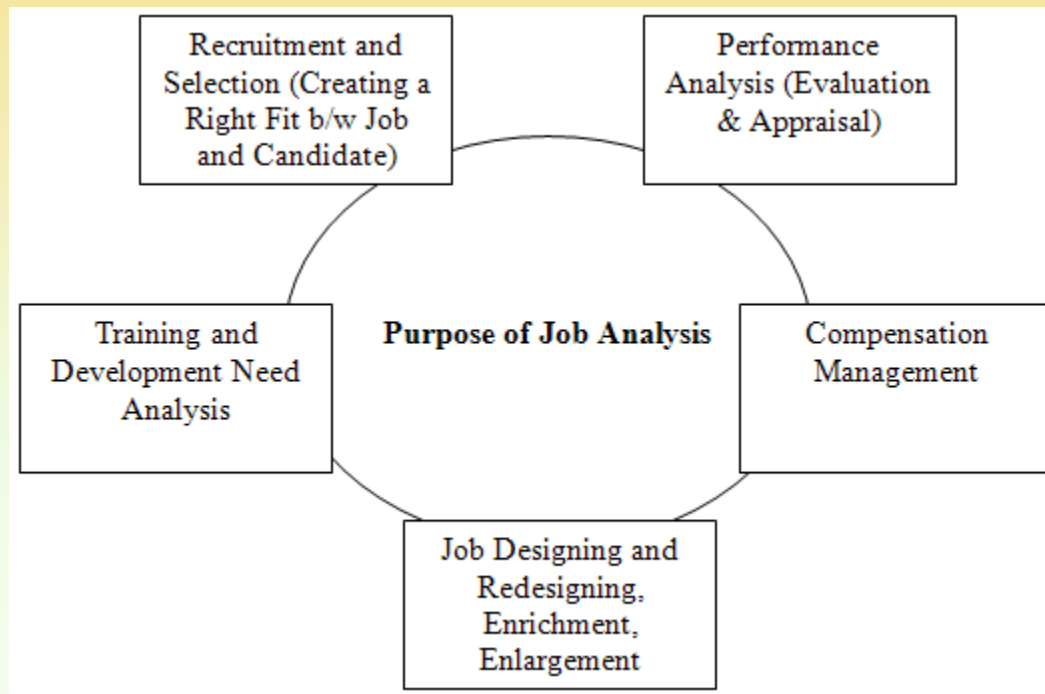 Recruitment and
Selection (Creating a
Right Fit b/w Job
and Candidate)
Performance
Analysis (Evaluation
& Appraisal)
Training and
Development Need
Analysis
Purpose of Job Analysis
Compensation
Management
Job Designing and
Redesigning,
Enrichment,
Enlargement